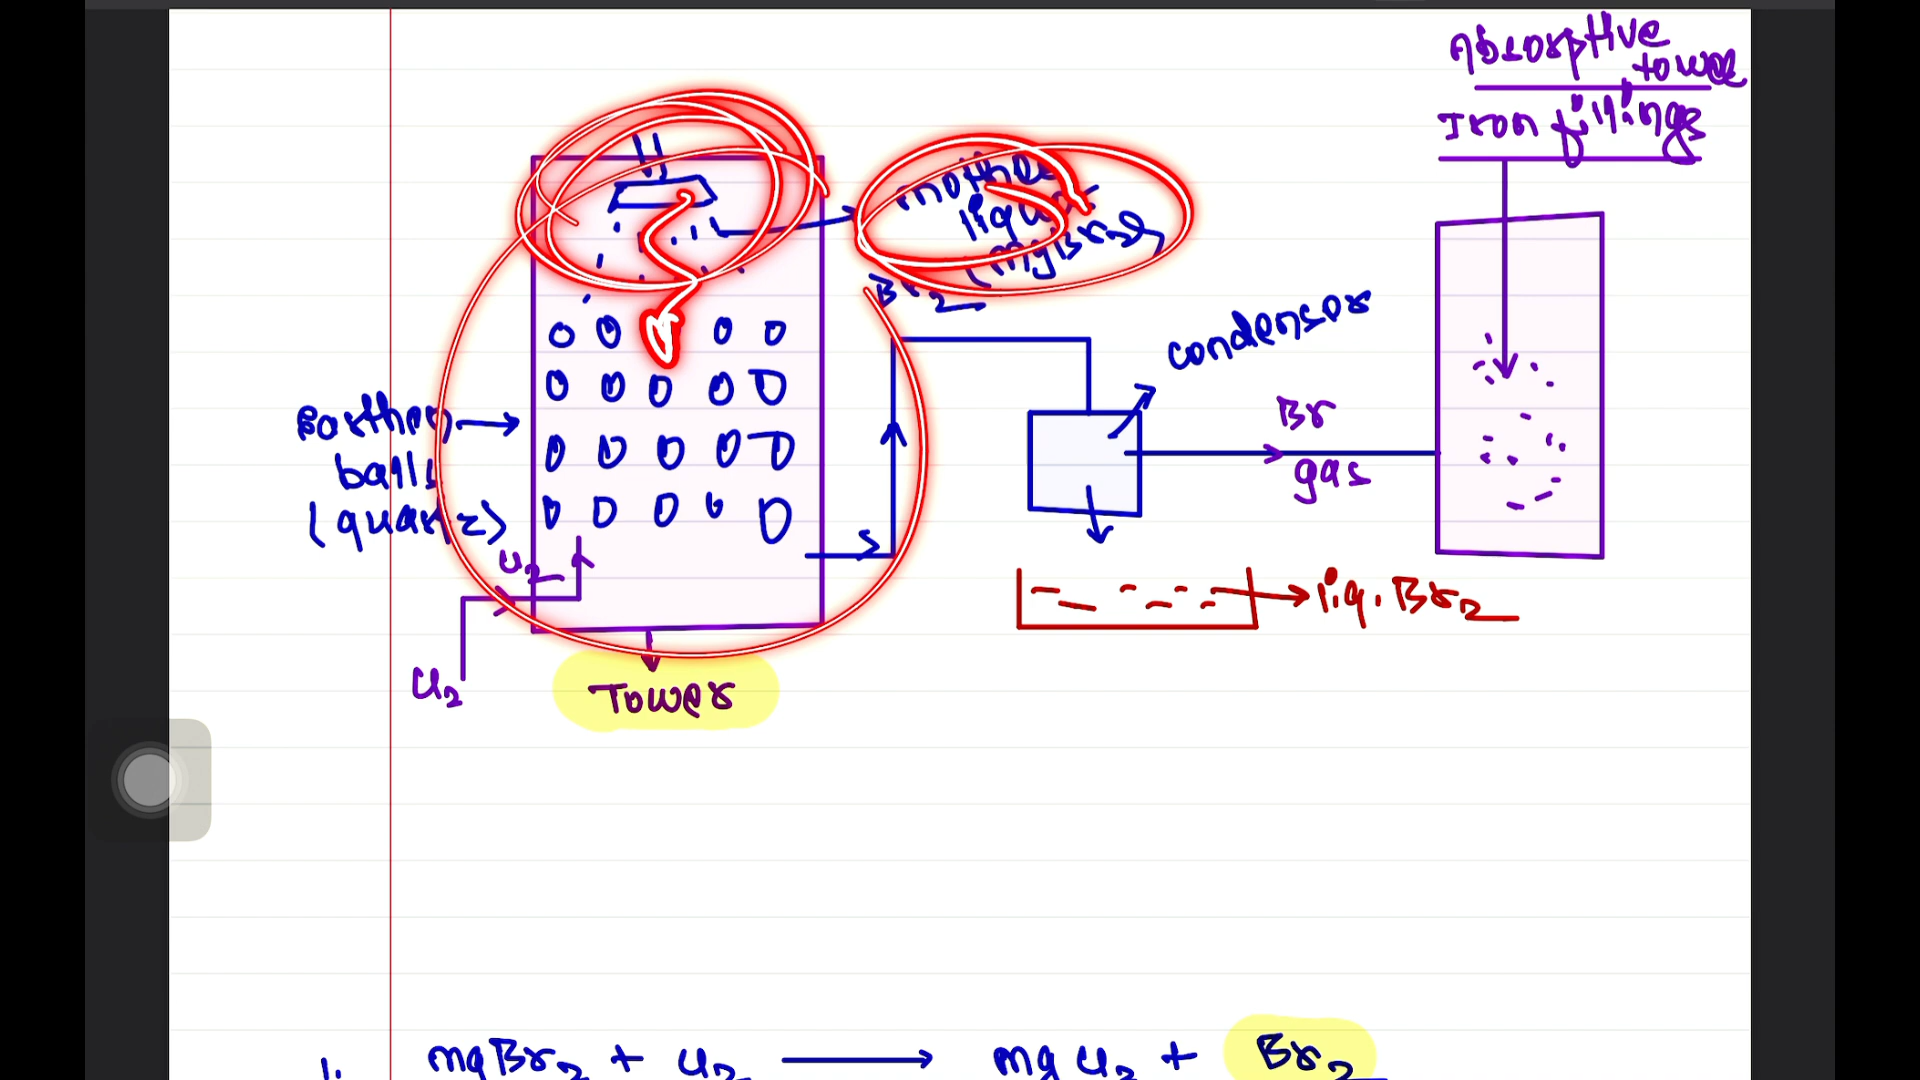 Absorptive
tower
Iron filings
mother
liquor
(mgBr2)
Br2
condensor
Earthen
balls
(quartz)
Br
gas
Cl2
Cl2
liq. Br2
Tower
1. mgBr2 + Cl2 ⟶ mgCl2 + Br2